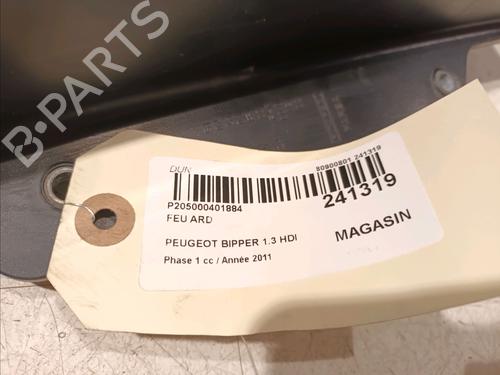 B-PARTS
DUN
80900801 241319
P205000401884
241319
FEU ARD
PEUGEOT BIPPER 1.3 HDI
MAGASIN
Phase 1 cc / Année 2011